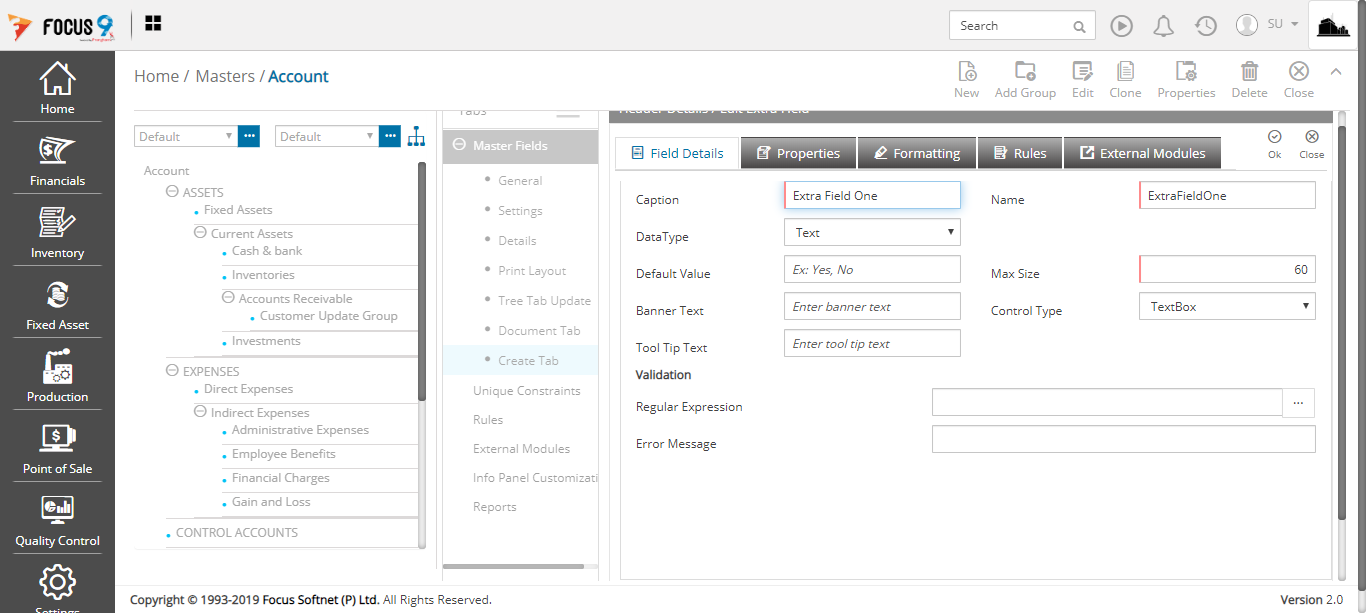 FOCUS 9
Search
SU
Home / Masters / Account
New
Add Group
Edit
Clone
Properties
Delete
Close
Home
Financials
Inventory
Fixed Asset
Production
Point of Sale
Quality Control
Settings
Default
Default
Account
ASSETS
Fixed Assets
Current Assets
Cash & bank
Inventories
Accounts Receivable
Customer Update Group
Investments
EXPENSES
Direct Expenses
Indirect Expenses
Administrative Expenses
Employee Benefits
Financial Charges
Gain and Loss
CONTROL ACCOUNTS
Tabs
Master Fields
General
Settings
Details
Print Layout
Tree Tab Update
Document Tab
Create Tab
Unique Constraints
Rules
External Modules
Info Panel Customizati
Reports
Header Details / Edit Extra Field
Field Details
Properties
Formatting
Rules
External Modules
Ok
Close
Caption
Extra Field One
Name
ExtraFieldOne
DataType
Text
Default Value
Ex: Yes, No
Max Size
60
Banner Text
Enter banner text
Control Type
TextBox
Tool Tip Text
Enter tool tip text
Validation
Regular Expression
...
Error Message
Copyright © 1993-2019 Focus Softnet (P) Ltd. All Rights Reserved.
Version 2.0